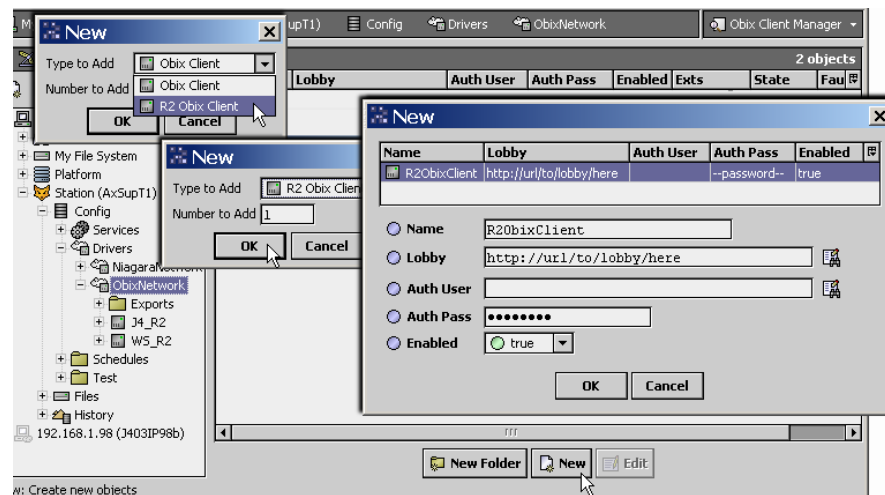 upT1) Config Drivers ObixNetwork Obix Client Manager
2 objects
Lobby Auth User Auth Pass Enabled Exts State Fau
New
Type to Add Obix Client
Number to Add Obix Client
R2 Obix Client
OK Cancel
My File System
Platform
Station (AxSupT1)
Config
Services
Drivers
NiagaraNetwork
ObixNetwork
Exports
J4_R2
WS_R2
Schedules
Test
Files
History
192.168.1.98 (J403IP98b)
New
Type to Add R2 Obix Clien
Number to Add 1
OK Cancel
New
Name Lobby Auth User Auth Pass Enabled
R2ObixClient http://url/to/lobby/here --password-- true
Name R2ObixClient
Lobby http://url/to/lobby/here
Auth User
Auth Pass
Enabled true
OK Cancel
New Folder New Edit
w: Create new objects